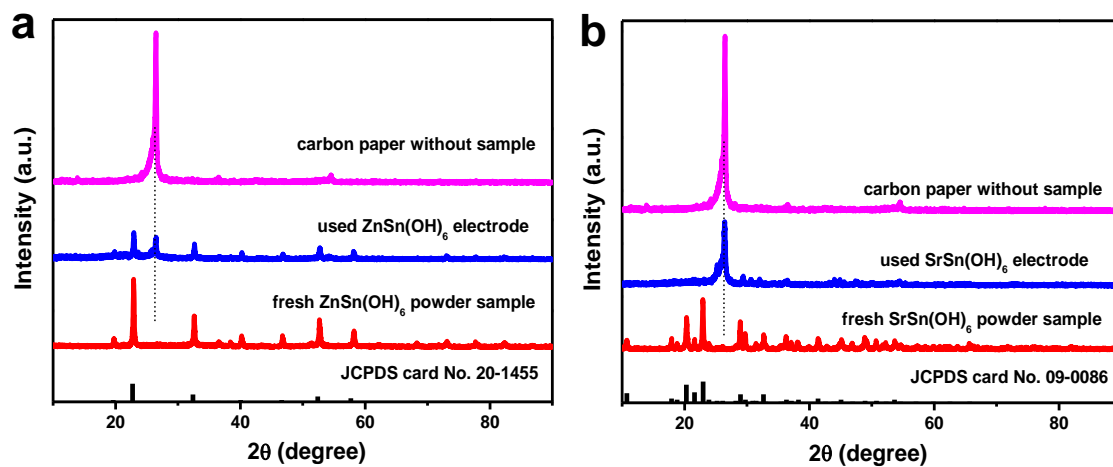 a
Intensity (a.u.)
carbon paper without sample
used ZnSn(OH)₆ electrode
fresh ZnSn(OH)₆ powder sample
JCPDS card No. 20-1455
20 40 60 80
2θ (degree)
b
Intensity (a.u.)
carbon paper without sample
used SrSn(OH)₆ electrode
fresh SrSn(OH)₆ powder sample
JCPDS card No. 09-0086
20 40 60 80
2θ (degree)